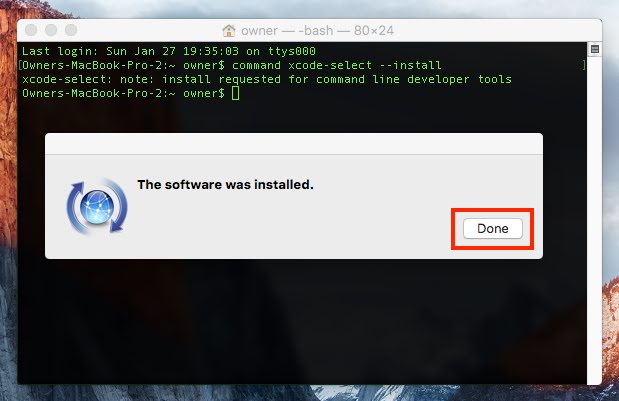 owner — -bash — 80×24
Last login: Sun Jan 27 19:35:03 on ttys000
[Owners-MacBook-Pro-2:~ owner$ command xcode-select --install ]
xcode-select: note: install requested for command line developer tools
Owners-MacBook-Pro-2:~ owner$
The software was installed.
Done